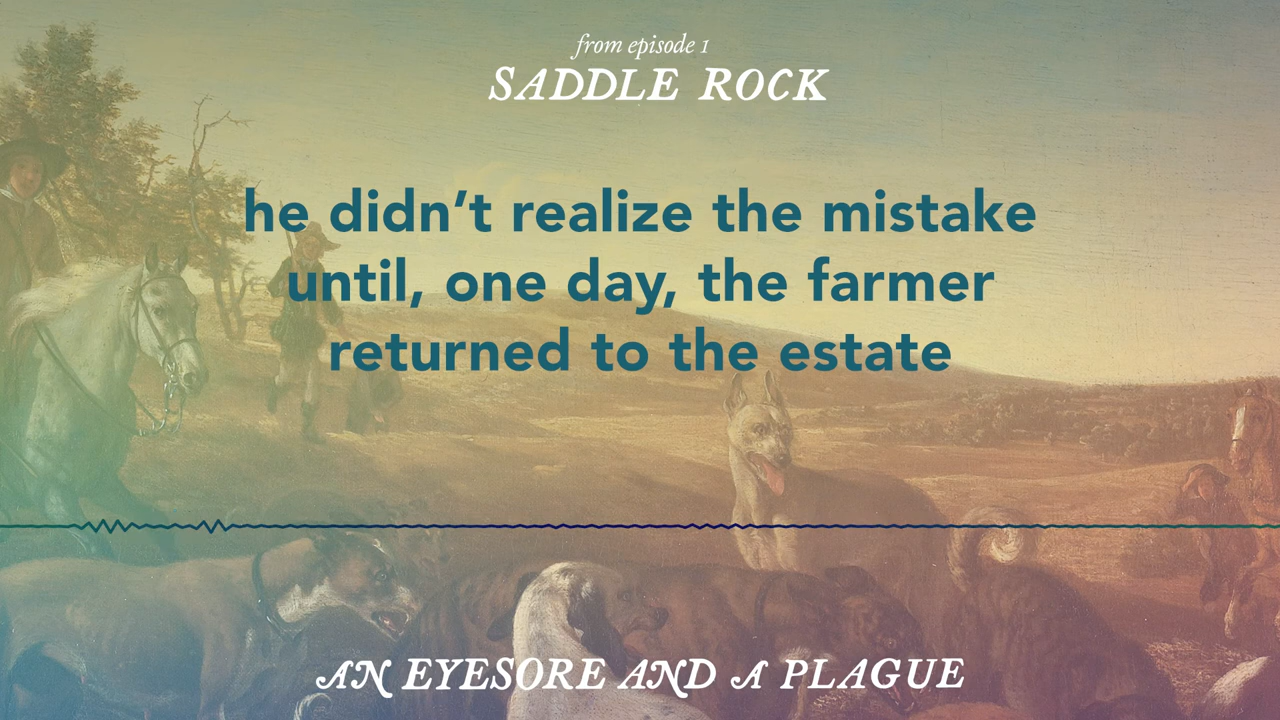 from episode 1
SADDLE ROCK
he didn’t realize the mistake
until, one day, the farmer
returned to the estate
AN EYESORE AND A PLAGUE